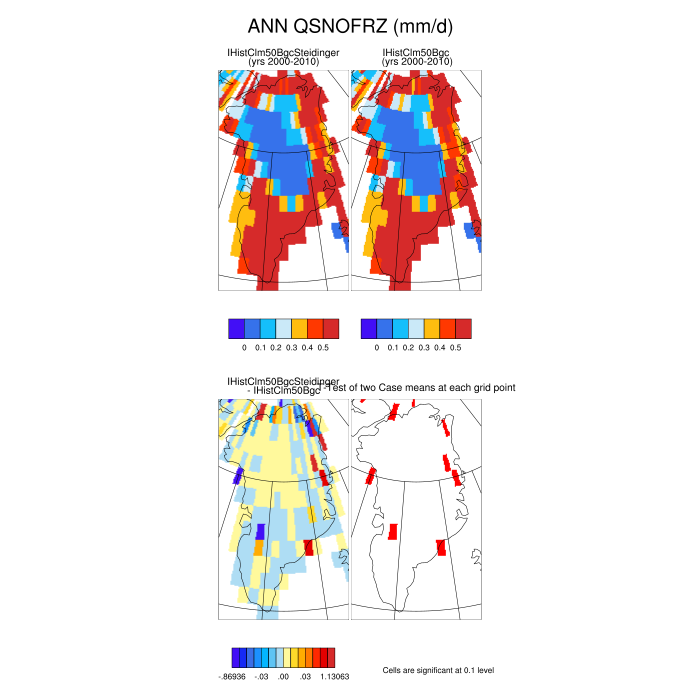 ANN QSNOFRZ (mm/d)
IHistClm50BgcSteidinger
(yrs 2000-2010)
IHistClm50Bgc
(yrs 2000-2010)
0 0.1 0.2 0.3 0.4 0.5
0 0.1 0.2 0.3 0.4 0.5
IHistClm50BgcSteidinger
- IHistClm50Bgc
T-Test of two Case means at each grid point
-.86936 -.03 .00 .03 1.13063
Cells are significant at 0.1 level